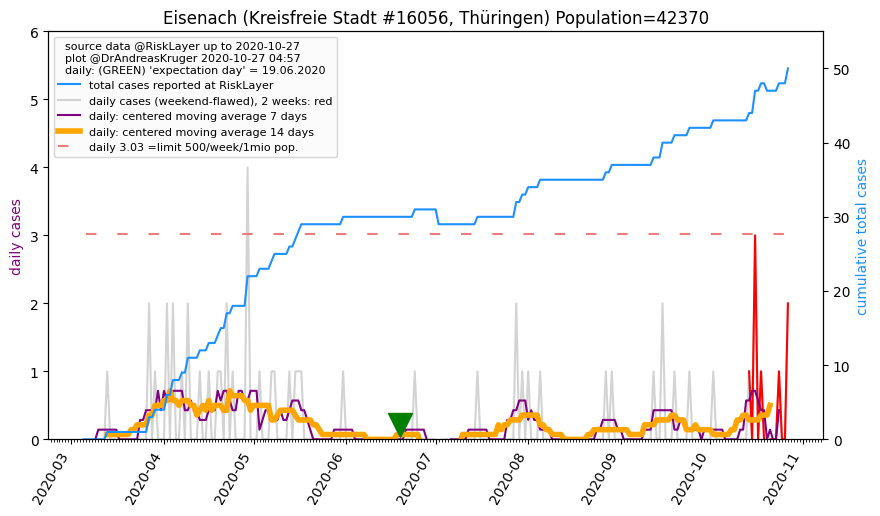 Eisenach (Kreisfreie Stadt #16056, Thüringen) Population=42370
source data @RiskLayer up to 2020-10-27
plot @DrAndreasKruger 2020-10-27 04:57
daily: (GREEN) 'expectation day' = 19.06.2020
total cases reported at RiskLayer
daily cases (weekend-flawed), 2 weeks: red
daily: centered moving average 7 days
daily: centered moving average 14 days
daily 3.03 =limit 500/week/1mio pop.
daily cases
6
5
4
3
2
1
0
50
40
30
20
10
0
cumulative total cases
2020-03
2020-04
2020-05
2020-06
2020-07
2020-08
2020-09
2020-10
2020-11